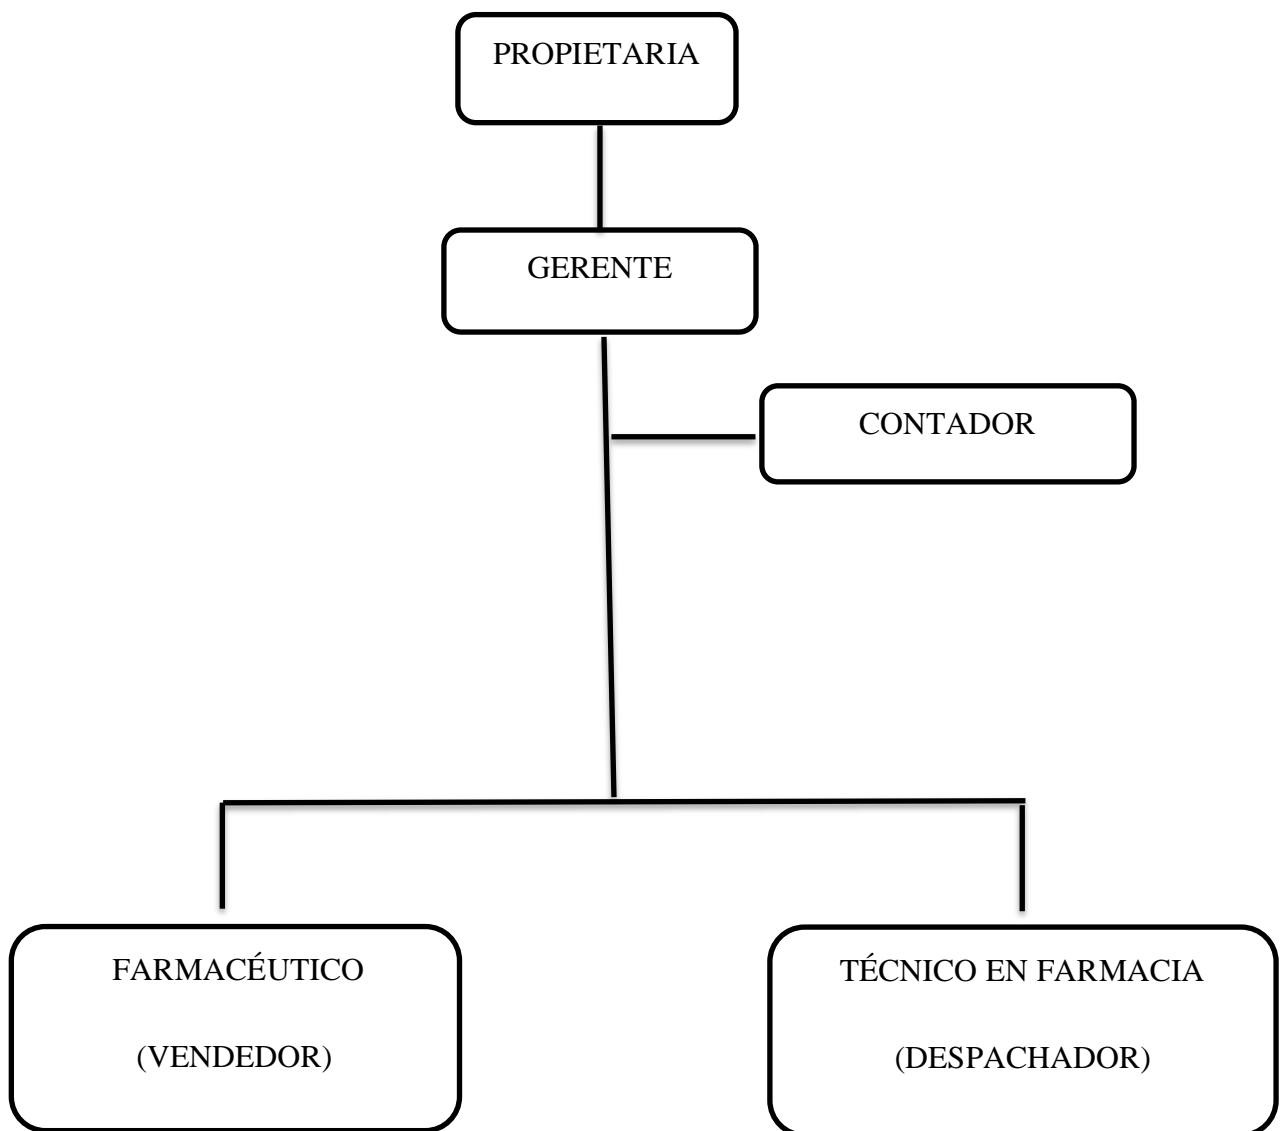 PROPIETARIA
GERENTE
CONTADOR
FARMACÉUTICO
(VENDEDOR)
TÉCNICO EN FARMACIA
(DESPACHADOR)